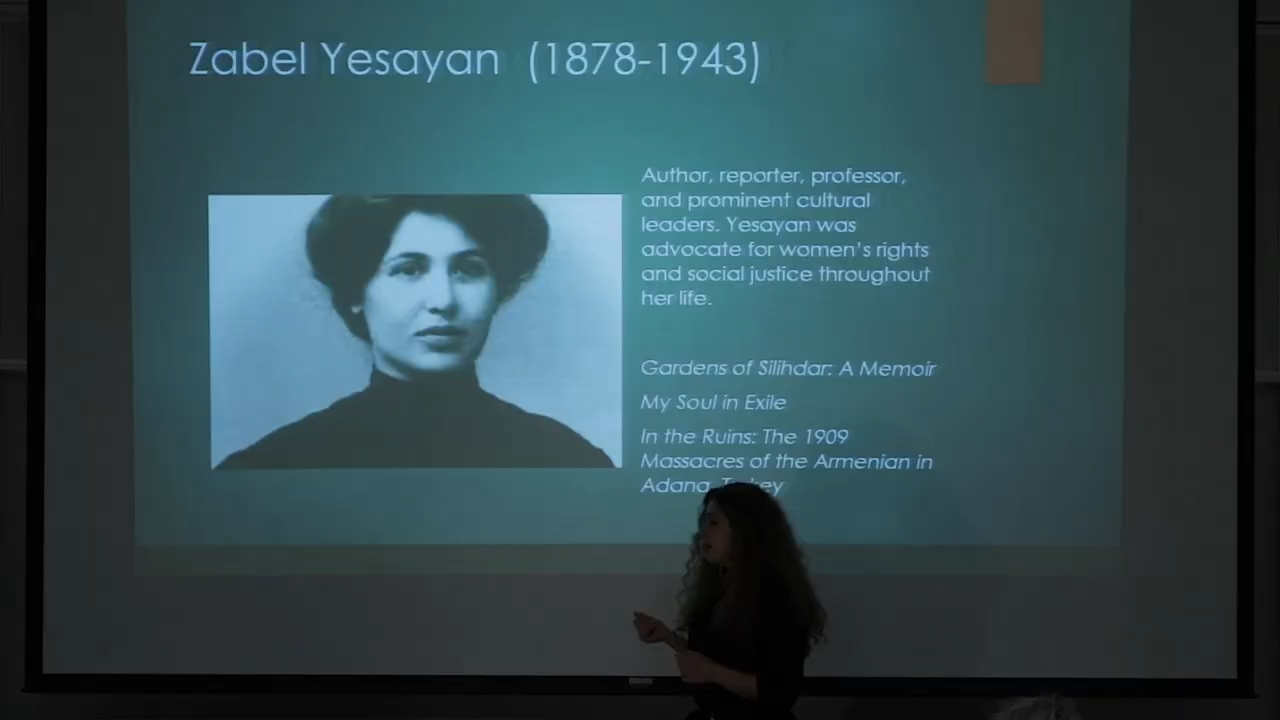 Zabel Yesayan (1878-1943)
Author, reporter, professor,
and prominent cultural
leaders. Yesayan was
advocate for women's rights
and social justice throughout
her life.
Gardens of Silihdar: A Memoir
My Soul in Exile
In the Ruins: The 1909
Massacres of the Armenian in
Adana,